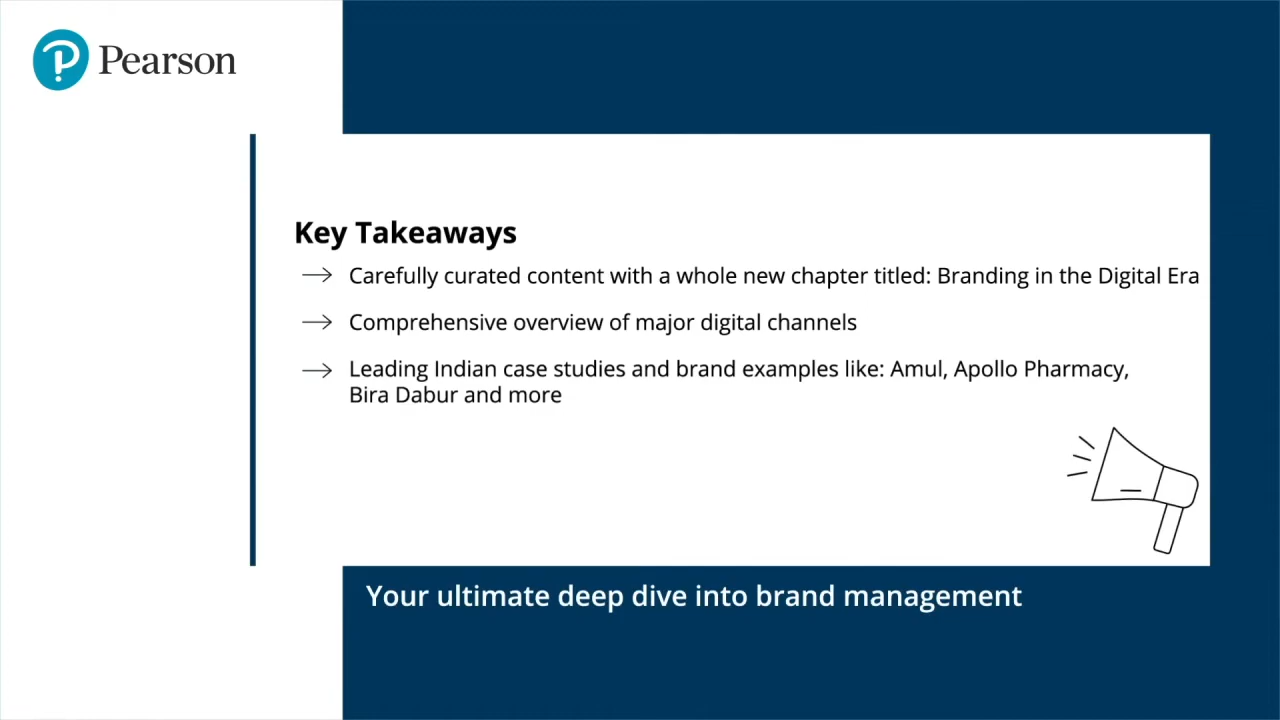 Pearson
Key Takeaways
Carefully curated content with a whole new chapter titled: Branding in the Digital Era
Comprehensive overview of major digital channels
Leading Indian case studies and brand examples like: Amul, Apollo Pharmacy,
Bira Dabur and more
Your ultimate deep dive into brand management